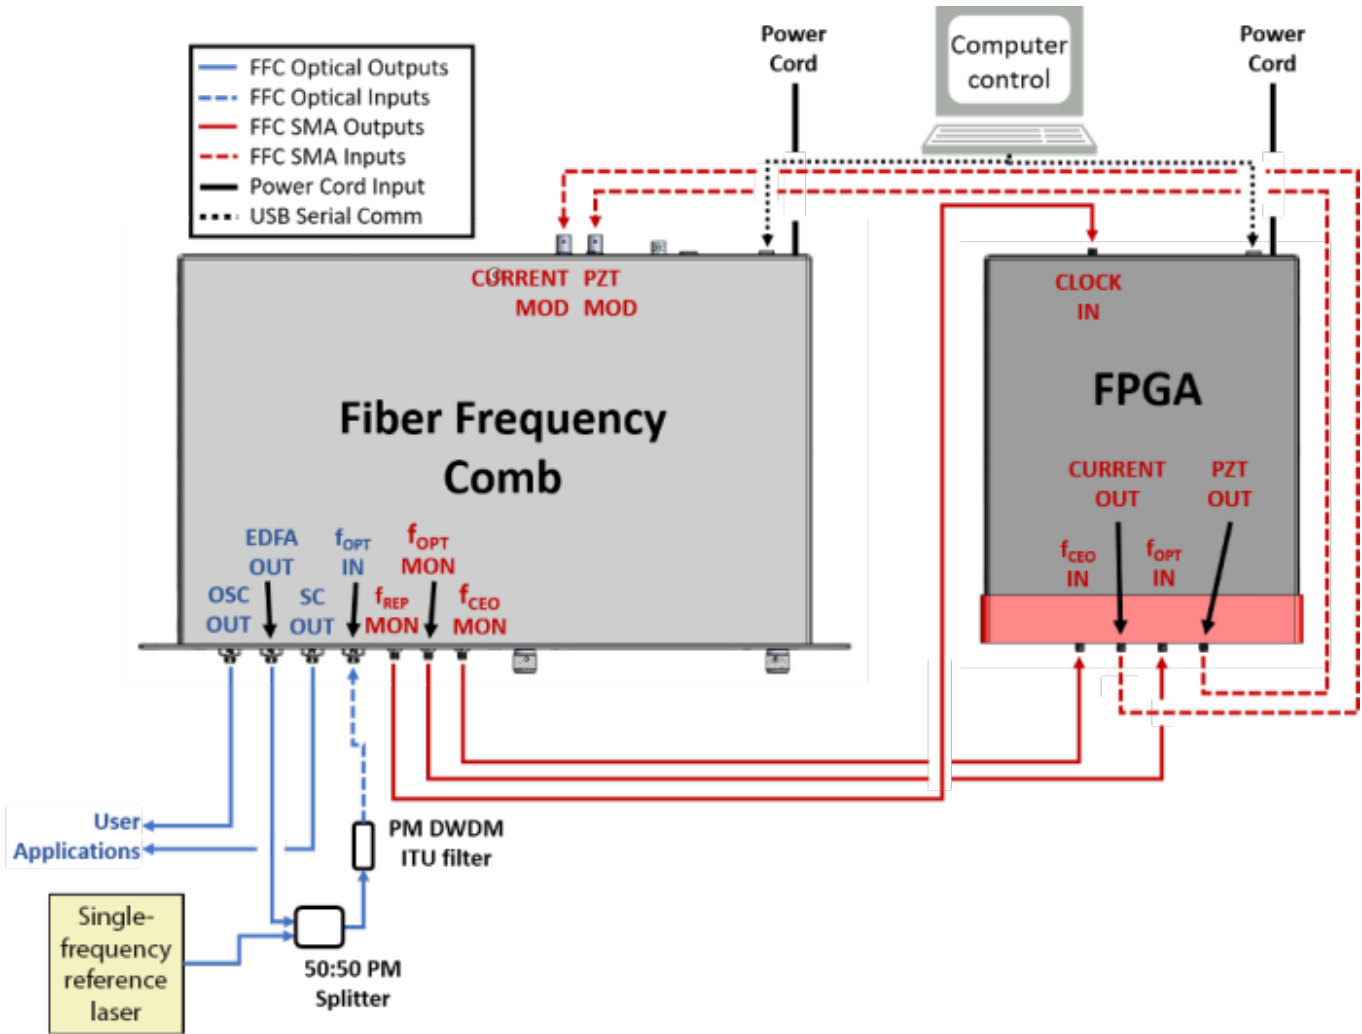 FFC Optical Outputs
FFC Optical Inputs
FFC SMA Outputs
FFC SMA Inputs
Power Cord Input
USB Serial Comm
Power
Cord
Computer
control
Power
Cord
CURRENT
MOD
PZT
MOD
Fiber Frequency
Comb
EDFA
OUT
fOPT
IN
fOPT
MON
OSC
OUT
SC
OUT
fREP
MON
fCEO
MON
CLOCK
IN
FPGA
CURRENT
OUT
PZT
OUT
fCEO
IN
fOPT
IN
User
Applications
PM DWDM
ITU filter
Single-
frequency
reference
laser
50:50 PM
Splitter